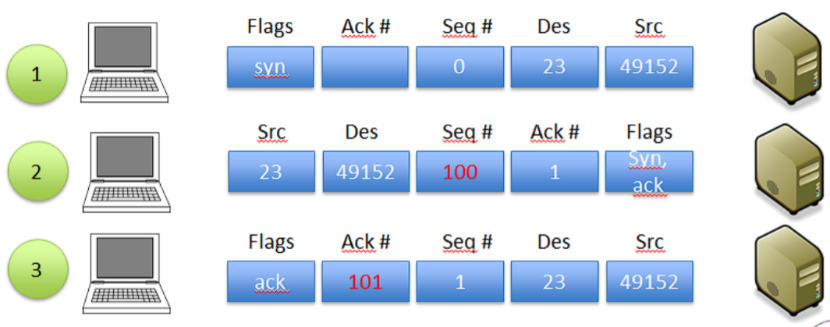 Flags Ack # Seq # Des Src
1 syn 0 23 49152
Src Des Seq # Ack # Flags
2 23 49152 100 1 Syn, ack
Flags Ack # Seq # Des Src
3 ack 101 1 23 49152